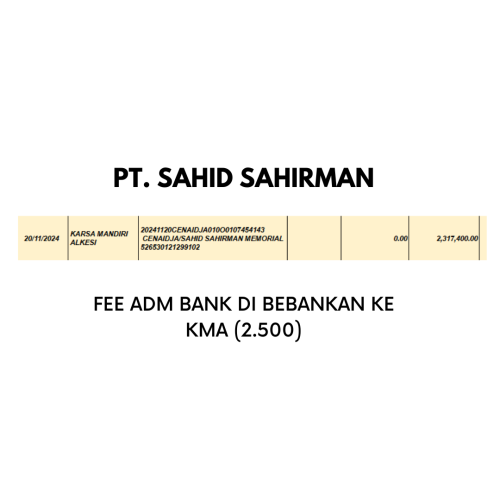 PT. SAHID SAHIRMAN
20/11/2024
KARSA MANDIRI
ALKESI
20241120CENAIDJA010O0107454143
CENAIDJA/SAHID SAHIRMAN MEMORIAL
526530121299102
0.00
2,317,400.00
FEE ADM BANK DI BEBANKAN KE
KMA (2.500)